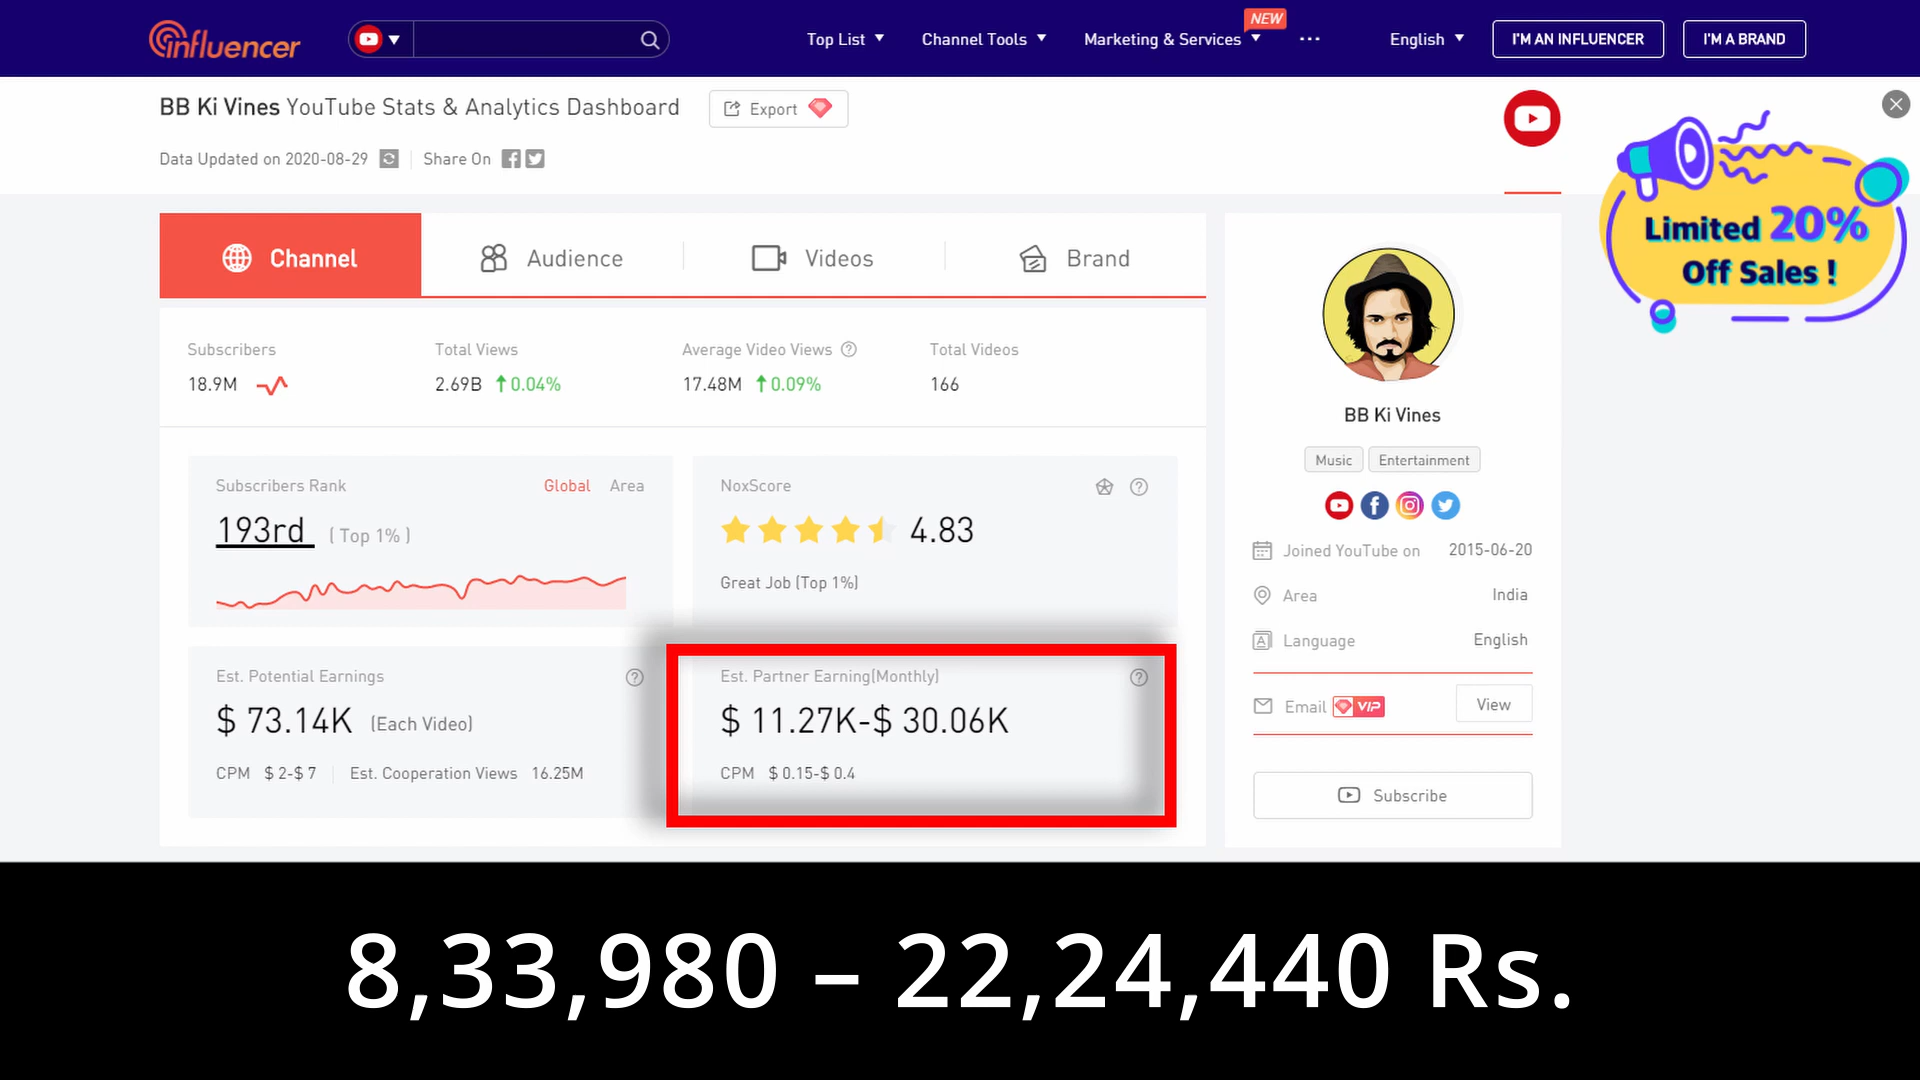 influencer
Top List
Channel Tools
Marketing & Services
NEW
...
English
I'M AN INFLUENCER
I'M A BRAND
BB Ki Vines YouTube Stats & Analytics Dashboard
Export
Data Updated on 2020-08-29
Share On
Limited 20%
Off Sales !
Channel
Audience
Videos
Brand
Subscribers
18.9M
Total Views
2.69B 0.04%
Average Video Views ?
17.48M 0.09%
Total Videos
166
Subscribers Rank Global Area
193rd ( Top 1% )
NoxScore ?
4.83
Great Job (Top 1%)
Est. Potential Earnings ?
$ 73.14K (Each Video)
CPM $ 2-$ 7 Est. Cooperation Views 16.25M
Est. Partner Earning(Monthly) ?
$ 11.27K-$ 30.06K
CPM $ 0.15-$ 0.4
BB Ki Vines
Music Entertainment
Joined YouTube on 2015-06-20
Area India
Language English
Email VIP View
Subscribe
8,33,980 – 22,24,440 Rs.